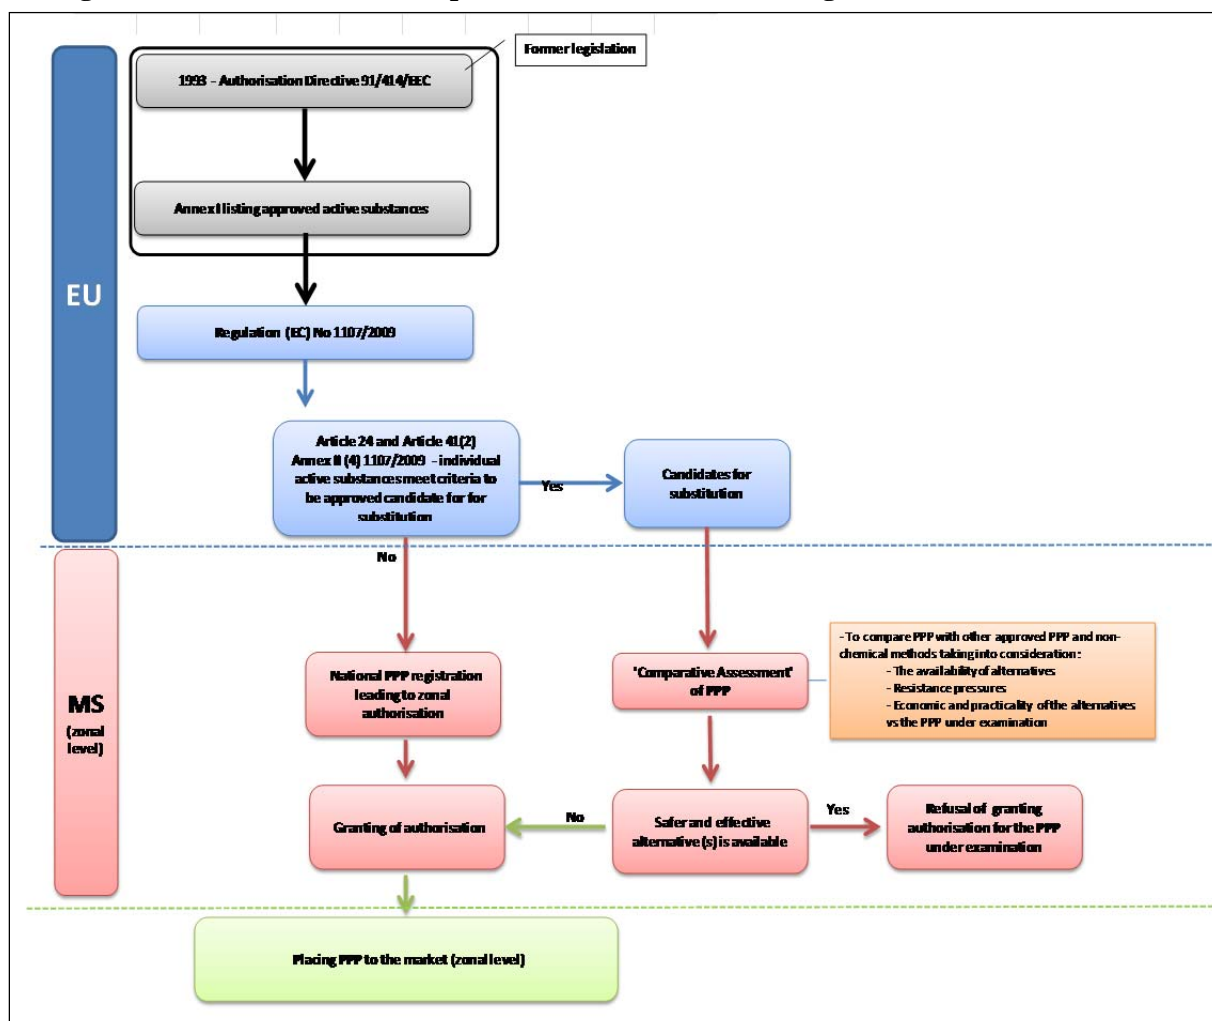 Former legislation
1993 - Authorisation Directive 91/414/EEC
Annex I listing approved active substances
EU
Regulation (EC) No 1107/2009
Article 24 and Article 41(2)
Annex II (4) 1107/2009 - individual
active substances meet criteria to
be approved candidate for for
substitution
Yes
Candidates for
substitution
No
MS
(zonal
level)
National PPP registration
leading to zonal
authorisation
'Comparative Assessment'
of PPP
- To compare PPP with other approved PPP and non-
chemical methods taking into consideration:
- The availability of alternatives
- Resistance pressures
- Economic and practicality of the alternatives
vs the PPP under examination
Granting of authorisation
No
Safer and effective
alternative(s) is available
Yes
Refusal of granting
authorisation for the PPP
under examination
Placing PPP to the market (zonal level)